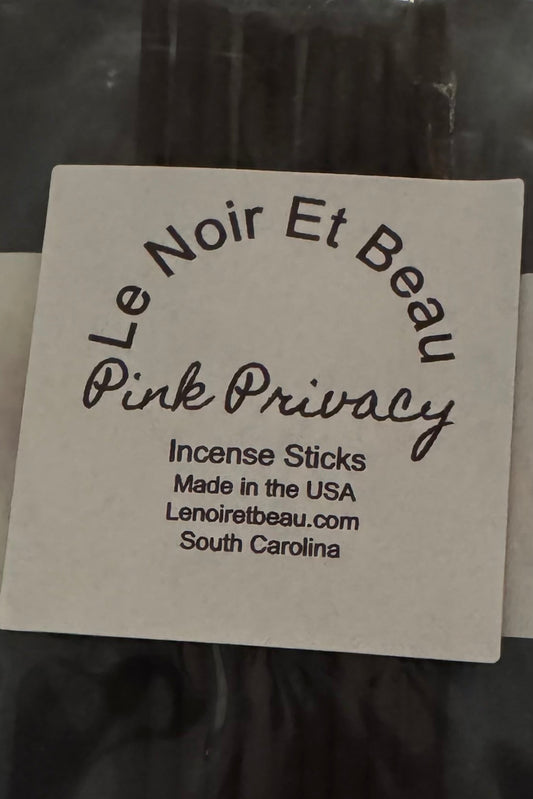 Le Noir Et Beau
Pink Privacy
Incense Sticks
Made in the USA
Lenoiretbeau.com
South Carolina